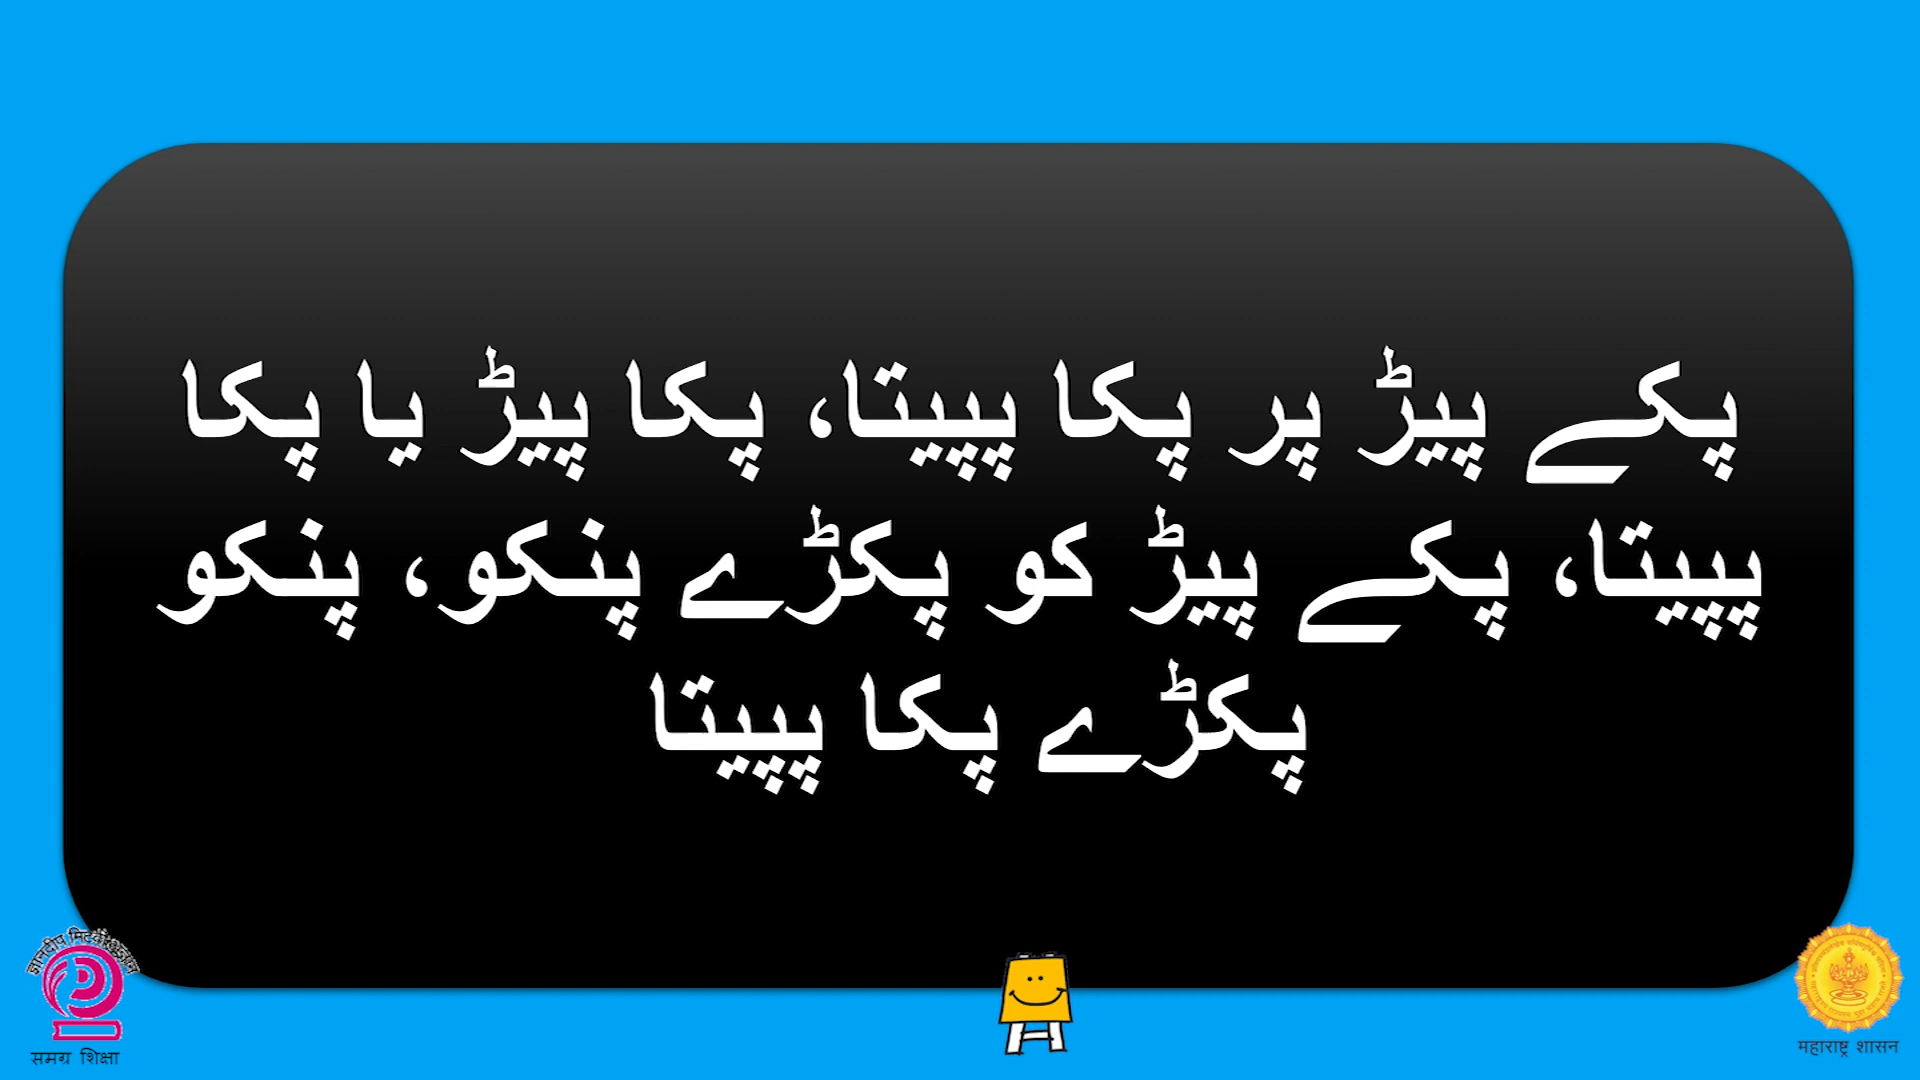 پکے پیڑ پر پکا پپیتا، پکا پیڑ یا پکا
پپیتا، پکے پیڑ کو پکڑے پنکو، پنکو
پکڑے پکا پپیتا
समग्र शिक्षा
महाराष्ट्र शासन